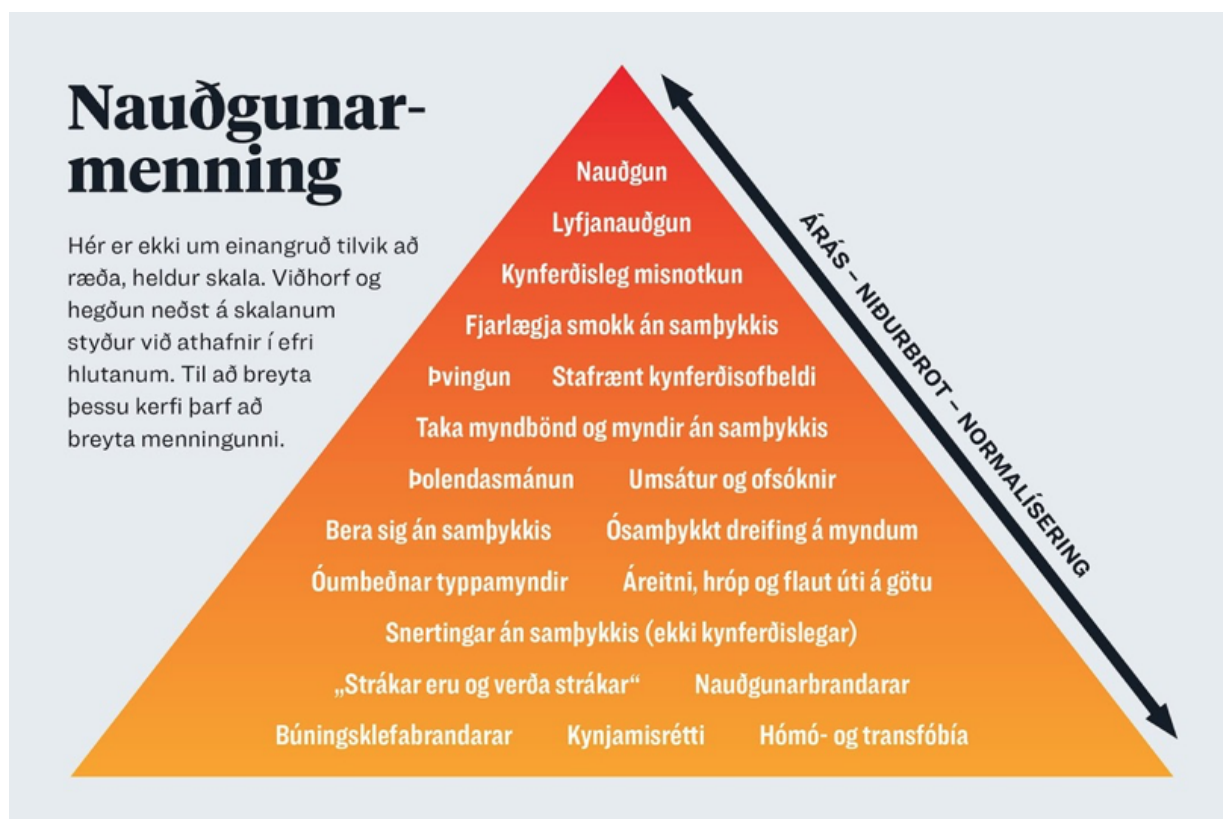 Nauðgunar-
menning
Hér er ekki um einangruð tilvik að
ræða, heldur skala. Viðhorf og
hegðun neðst á skalanum
styður við athafnir í efri
hlutanum. Til að breyta
þessu kerfi þarf að
breyta menningunni.
Nauðgun
Lyfjanauðgun
Kynferðisleg misnotkun
Fjarlægja smokk án samþykkis
Þvingun Stafrænt kynferðisofbeldi
Taka myndbönd og myndir án samþykkis
Þolendasmánun Umsátur og ofsóknir
Bera sig án samþykkis Ósamþykkt dreifing á myndum
Óumbeðnar typpamyndir Áreitni, hróp og flaut úti á götu
Snertingar án samþykkis (ekki kynferðislegar)
„Strákar eru og verða strákar“ Nauðgunarbrandarar
Búningsklefabrandarar Kynjamisrétti Hómó- og transfóbía
ÁRÁS – NIÐURBROT – NORMALÍSERING